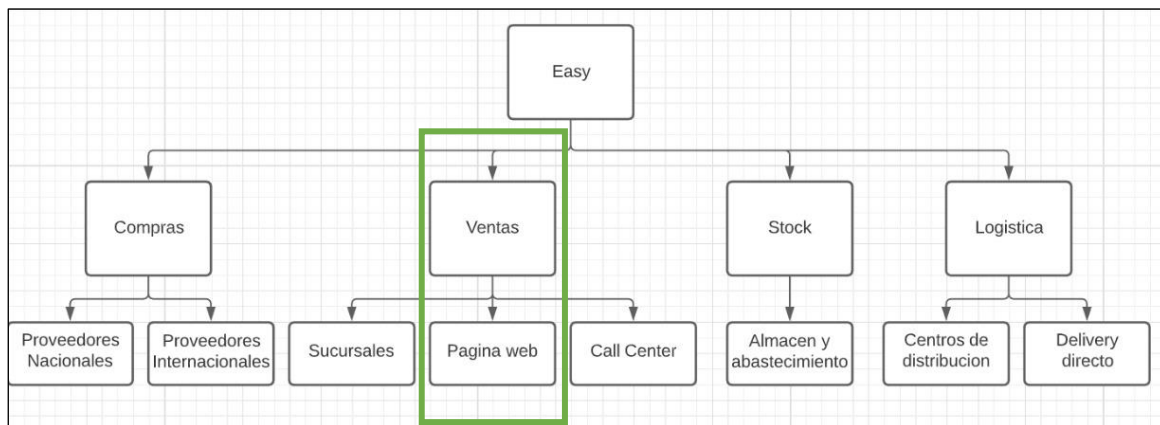 Easy
Compras
Ventas
Stock
Logistica
Proveedores
Nacionales
Proveedores
Internacionales
Sucursales
Pagina web
Call Center
Almacen y
abastecimiento
Centros de
distribucion
Delivery
directo